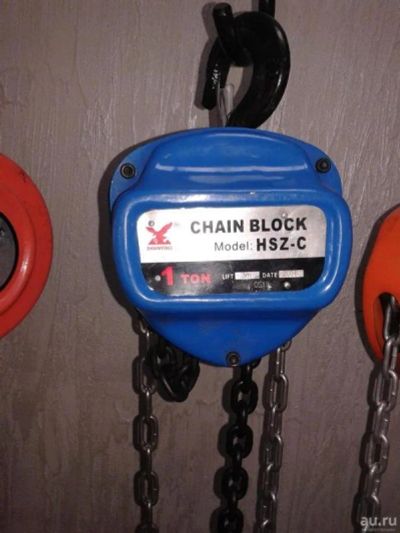 CHAIN BLOCK
Model: HSZ-C
1 TON LIFT DATE
au.ru